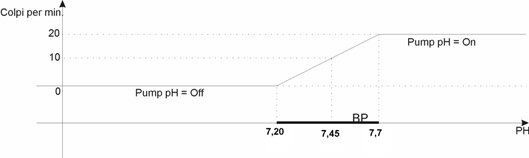 Colpi per min
20
Pump pH = On
10
0
Pump pH = Off
BP
7,20
7,45
7,7
PH